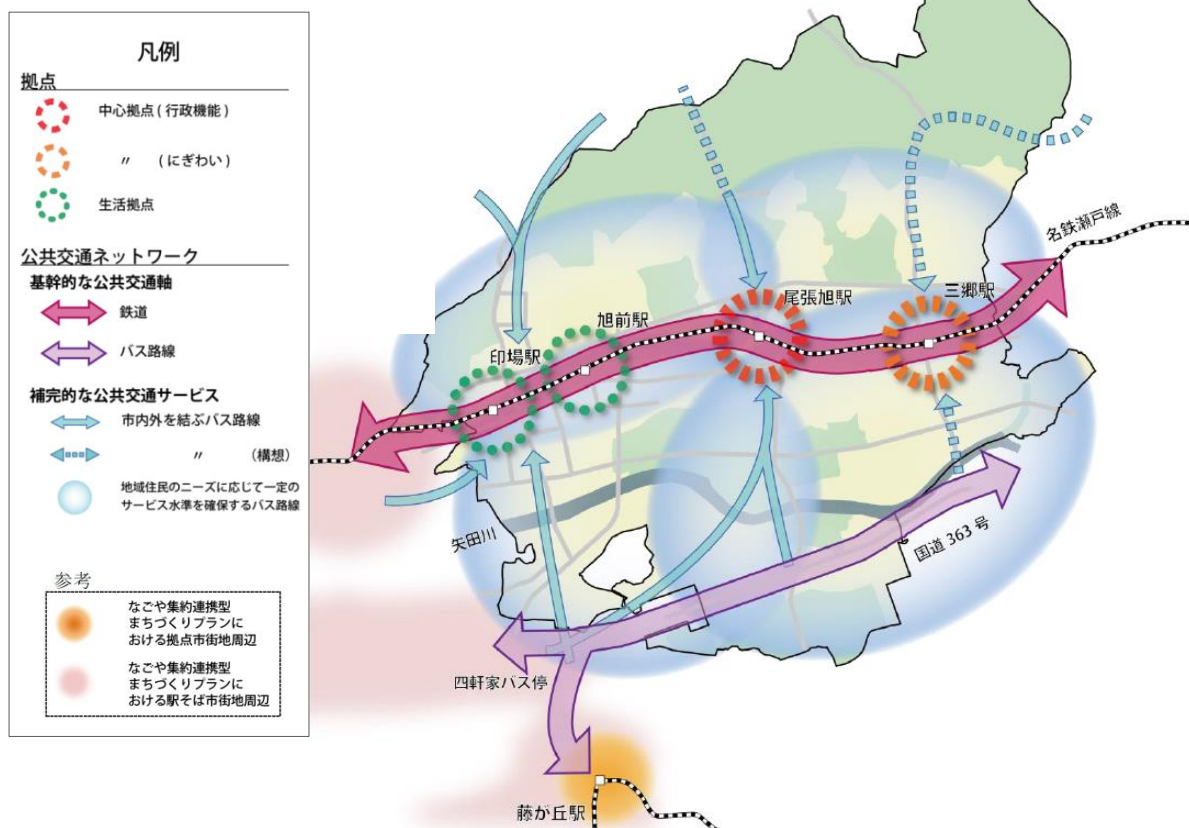 凡例
拠点
中心拠点 ( 行政機能 )
〃 ( にぎわい )
生活拠点
公共交通ネットワーク
基幹的な公共交通軸
鉄道
バス路線
補完的な公共交通サービス
市内外を結ぶバス路線
〃 (構想)
地域住民のニーズに応じて一定の
サービス水準を確保するバス路線
参考
なごや集約連携型
まちづくりプランに
おける拠点市街地周辺
なごや集約連携型
まちづくりプランに
おける駅そば市街地周辺
名鉄瀬戸線
三郷駅
尾張旭駅
旭前駅
印場駅
矢田川
国道 363 号
四軒家バス停
藤が丘駅